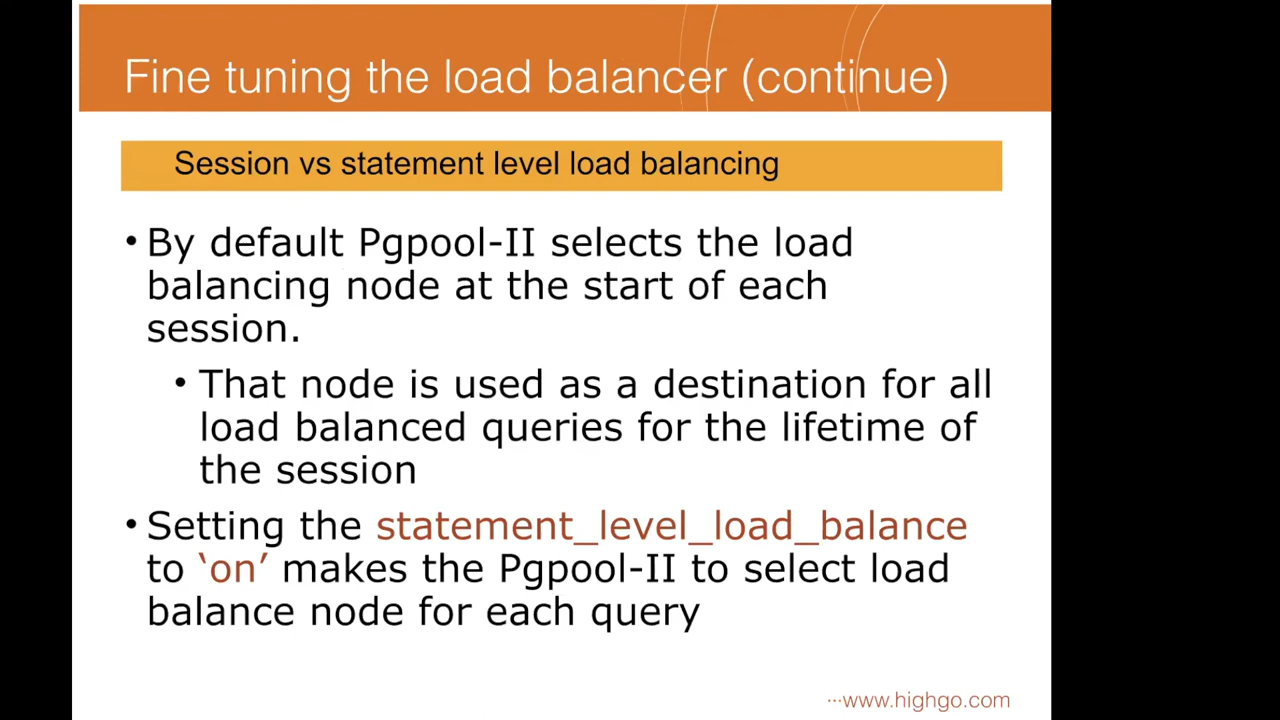 Fine tuning the load balancer (continue)
Session vs statement level load balancing
•By default Pgpool-II selects the load
balancing node at the start of each
session.
•That node is used as a destination for all
load balanced queries for the lifetime of
the session
•Setting the statement_level_load_balance
to ‘on’ makes the Pgpool-II to select load
balance node for each query
···www.highgo.com